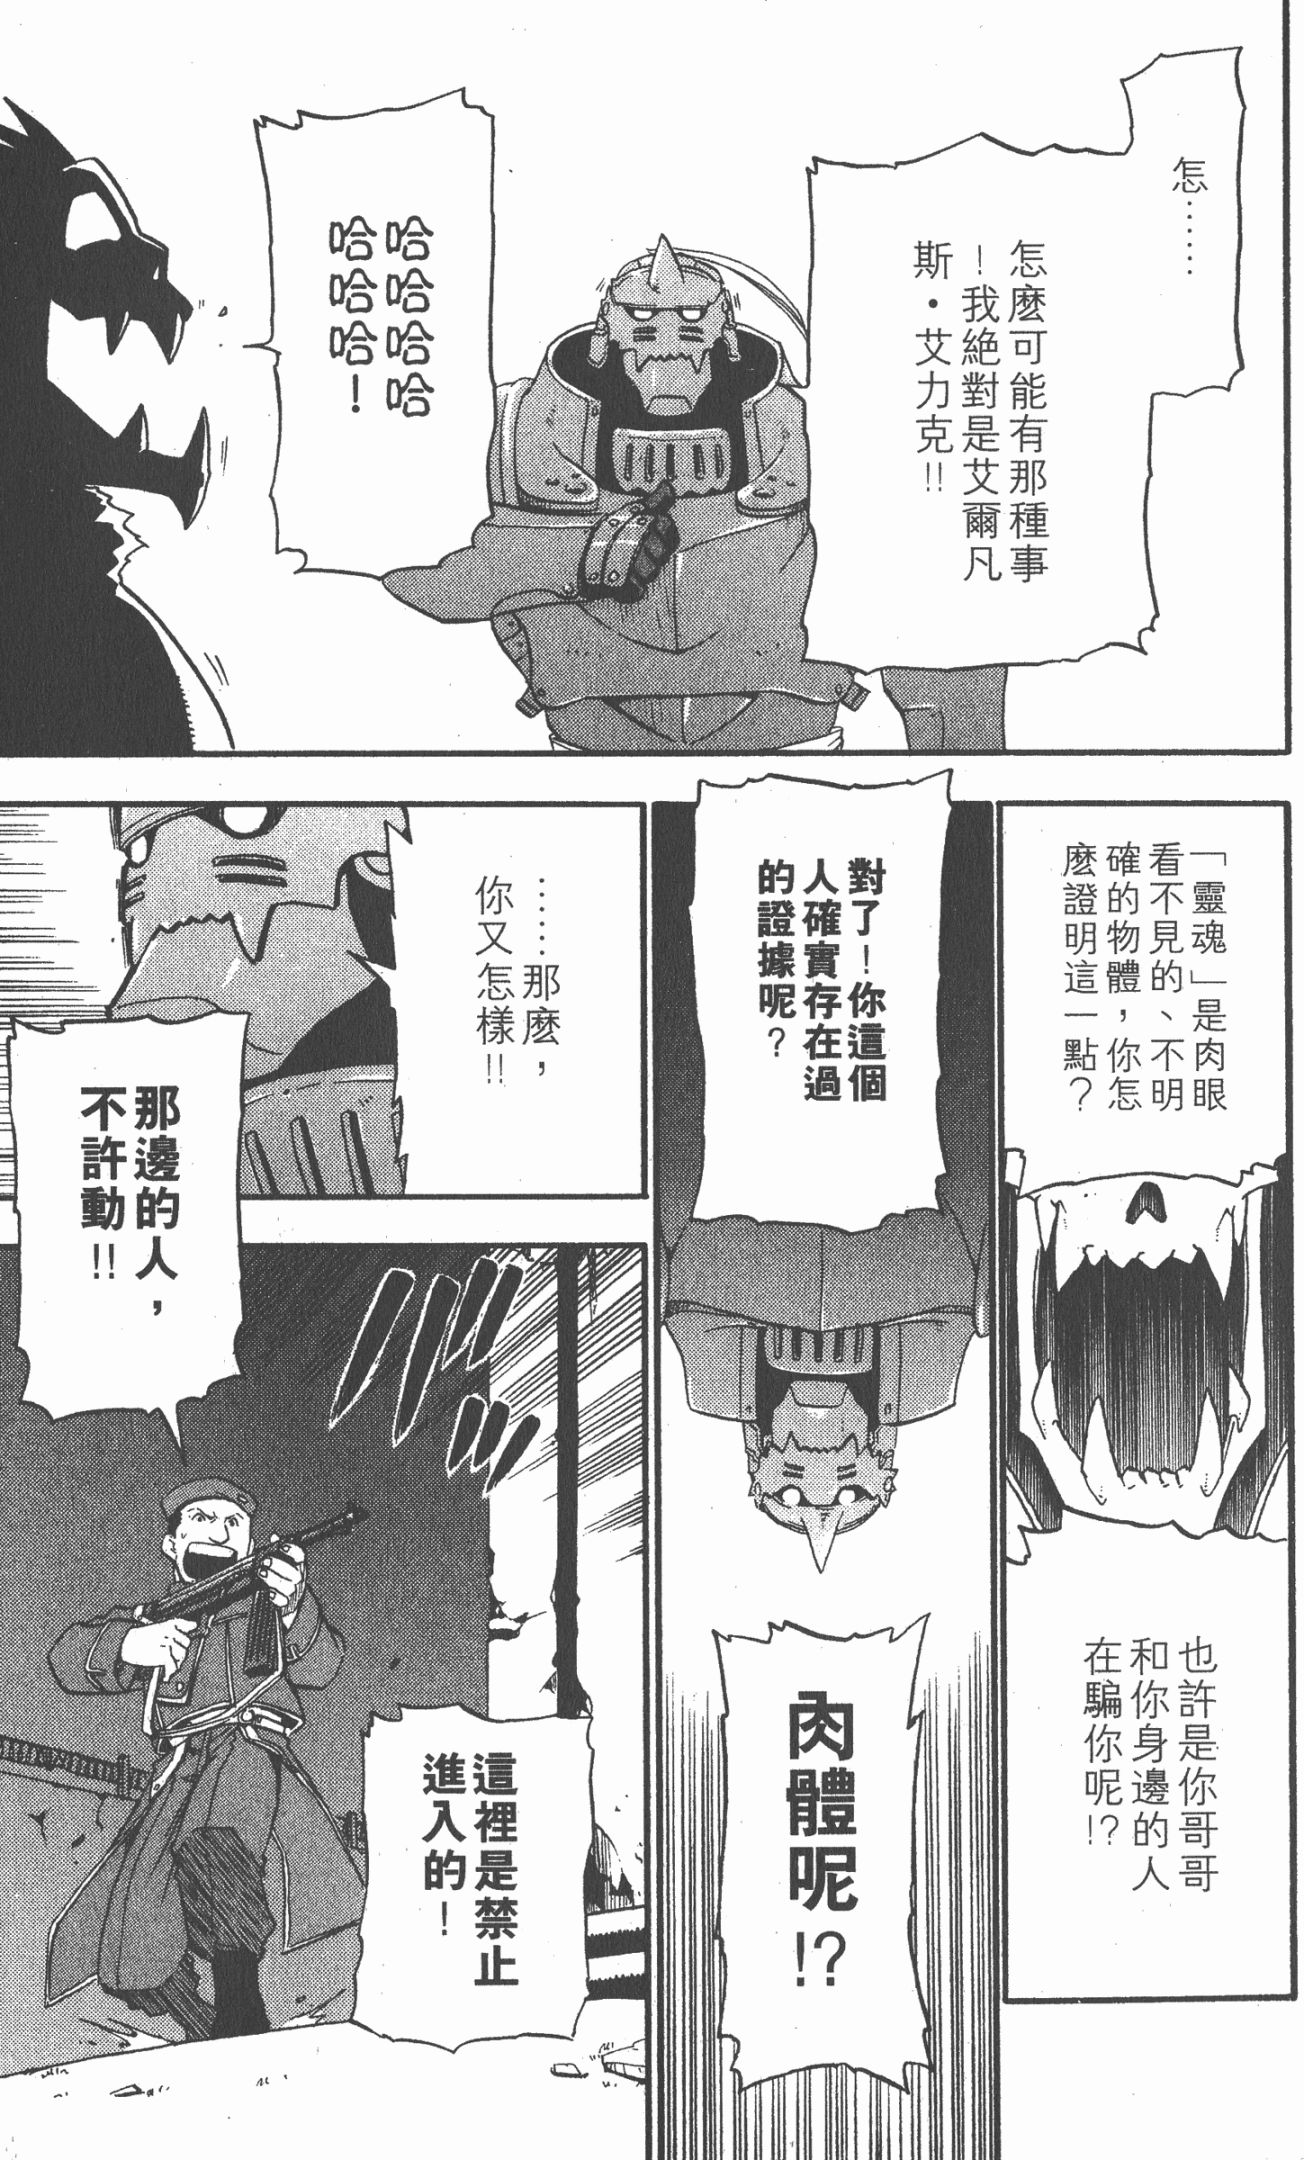 怎……
怎麼可能有那種事
！我絕對是艾爾凡
斯・艾力克!!
哈哈哈哈
哈哈哈！
「靈魂」是肉眼
看不見的、不明
確的物體，你怎
麼證明這一點？
也許是你哥哥
和你身邊的人
在騙你呢!?
對了！你這個
人確實存在過
的證據呢？
肉體呢!?
……那麼，
你又怎樣!!
那邊的人，
不許動!!
這裡是禁止
進入的！